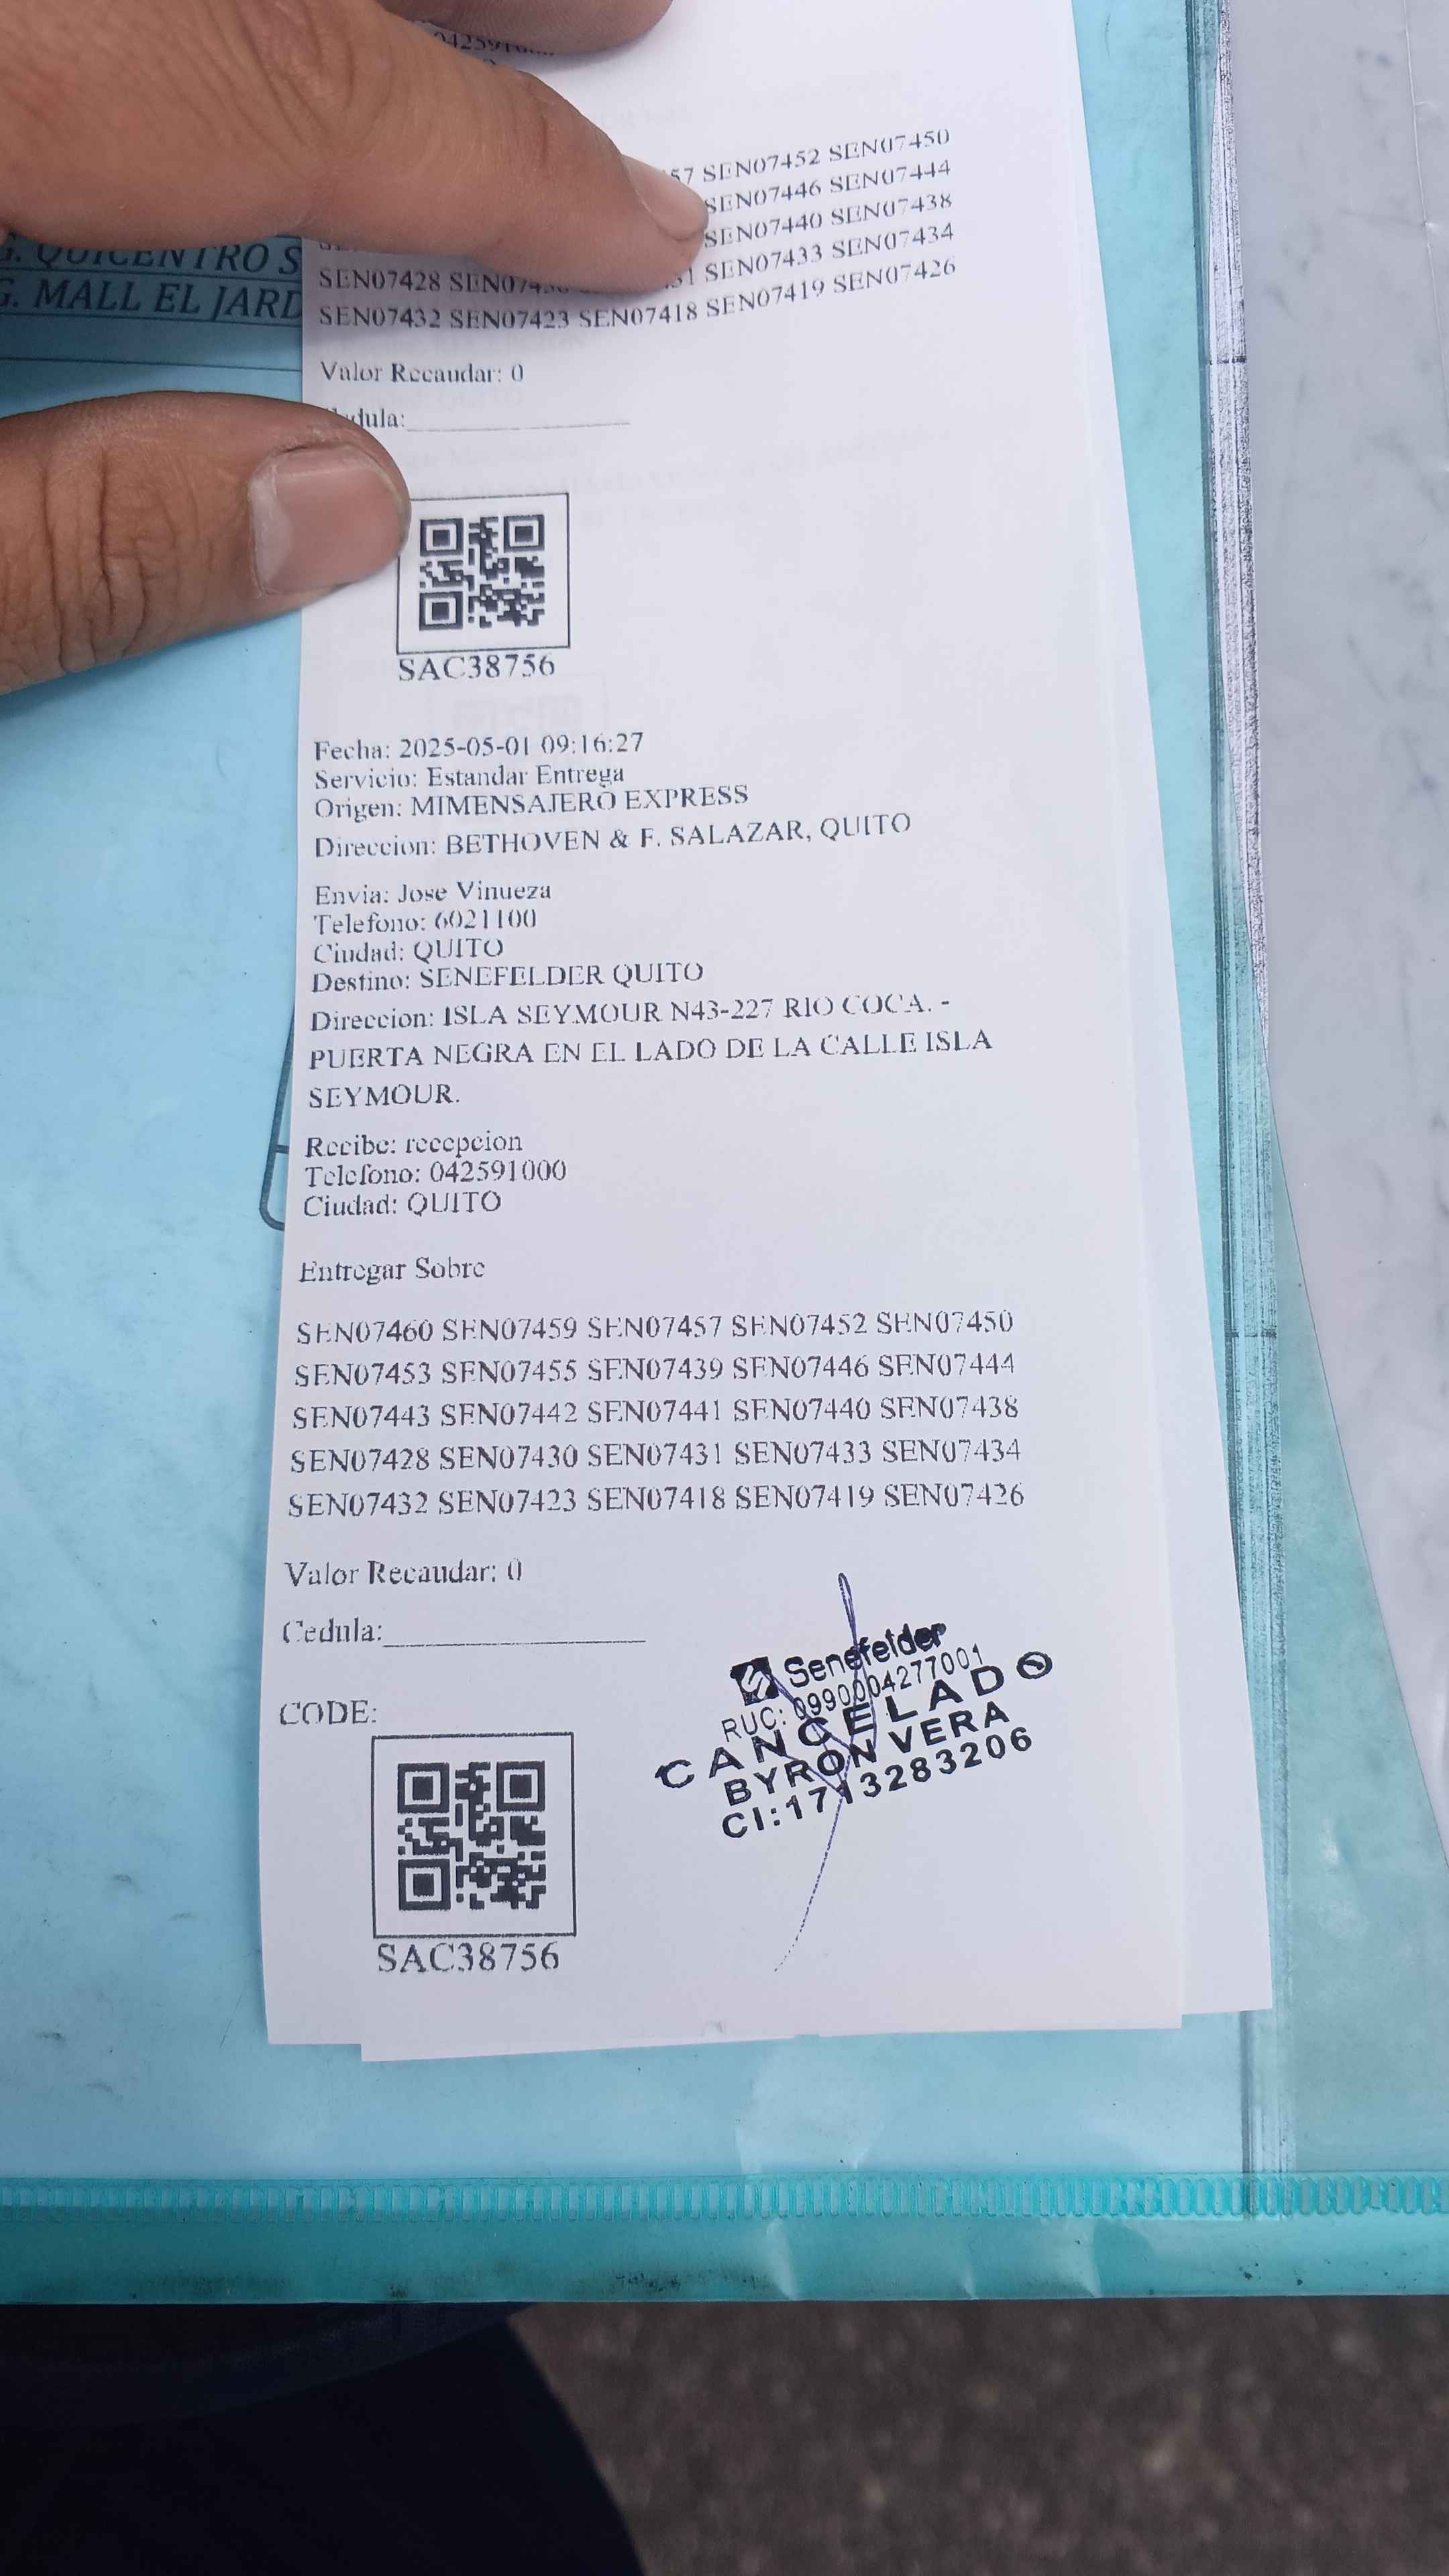 042591000
G. QUICENTRO S
G. MALL EL JARD
57 SEN07452 SEN07450
SEN07446 SEN07444
SEN07440 SEN07438
SEN07428 31 SEN07433 SEN07434
SEN07432 SEN07423 SEN07418 SEN07419 SEN07426
Valor Recaudar: 0
dula:
SAC38756
Fecha: 2025-05-01 09:16:27
Servicio: Estandar Entrega
Origen: MIMENSAJERO EXPRESS
Direccion: BETHOVEN & F. SALAZAR, QUITO
Envia: Jose Vinueza
Telefono: 6021100
Ciudad: QUITO
Destino: SENEFELDER QUITO
Direccion: ISLA SEYMOUR N43-227 RIO COCA. -
PUERTA NEGRA EN EL LADO DE LA CALLE ISLA
SEYMOUR.
Recibe: recepcion
Telefono: 042591000
Ciudad: QUITO
Entregar Sobre
SEN07460 SEN07459 SEN07457 SEN07452 SEN07450
SEN07453 SEN07455 SEN07439 SEN07446 SEN07444
SEN07443 SEN07442 SEN07441 SEN07440 SEN07438
SEN07428 SEN07430 SEN07431 SEN07433 SEN07434
SEN07432 SEN07423 SEN07418 SEN07419 SEN07426
Valor Recaudar: 0
Cedula:
Senefelder
RUC: 0990004277001
CANCELADO
BYRON VERA
CI:1713283206
CODE:
SAC38756